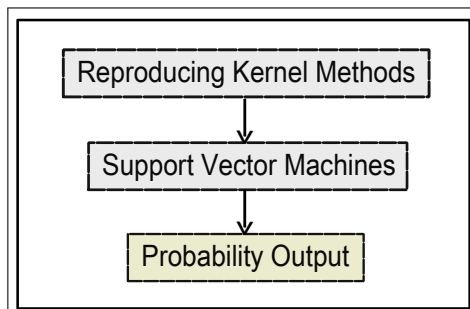 Reproducing Kernel Methods
Support Vector Machines
Probability Output